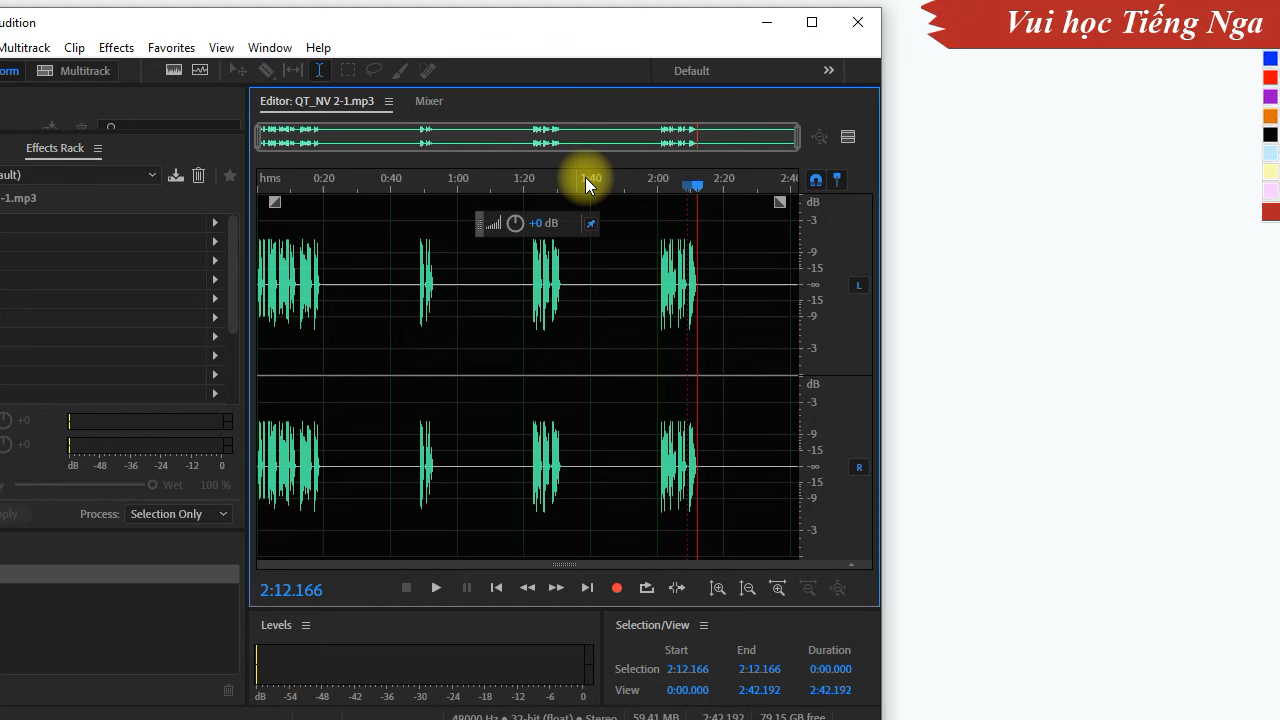 udition
Vui học Tiếng Nga
Multitrack Clip Effects Favorites View Window Help
orm Multitrack Default
Editor: QT_NV 2-1.mp3 Mixer
Effects Rack
ault)
-1.mp3
hms 0:20 0:40 1:00 1:20 1:40 2:00 2:20 2:40
+0 dB
dB
-3
-9
-15
-∞
-15
-9
-3
L
dB
-3
-9
-15
-∞
-15
-9
-3
R
+0
+0
dB -48 -36 -24 -12 0
y Wet 100 %
pply Process: Selection Only
2:12.166
Levels
dB -54 -48 -42 -36 -30 -24 -18 -12 -6 0
Selection/View
Start End Duration
Selection 2:12.166 2:12.166 0:00.000
View 0:00.000 2:42.192 2:42.192
48000 Hz • 32-bit (float) • Stereo 59.41 MB 2:42.192 79.15 GB free